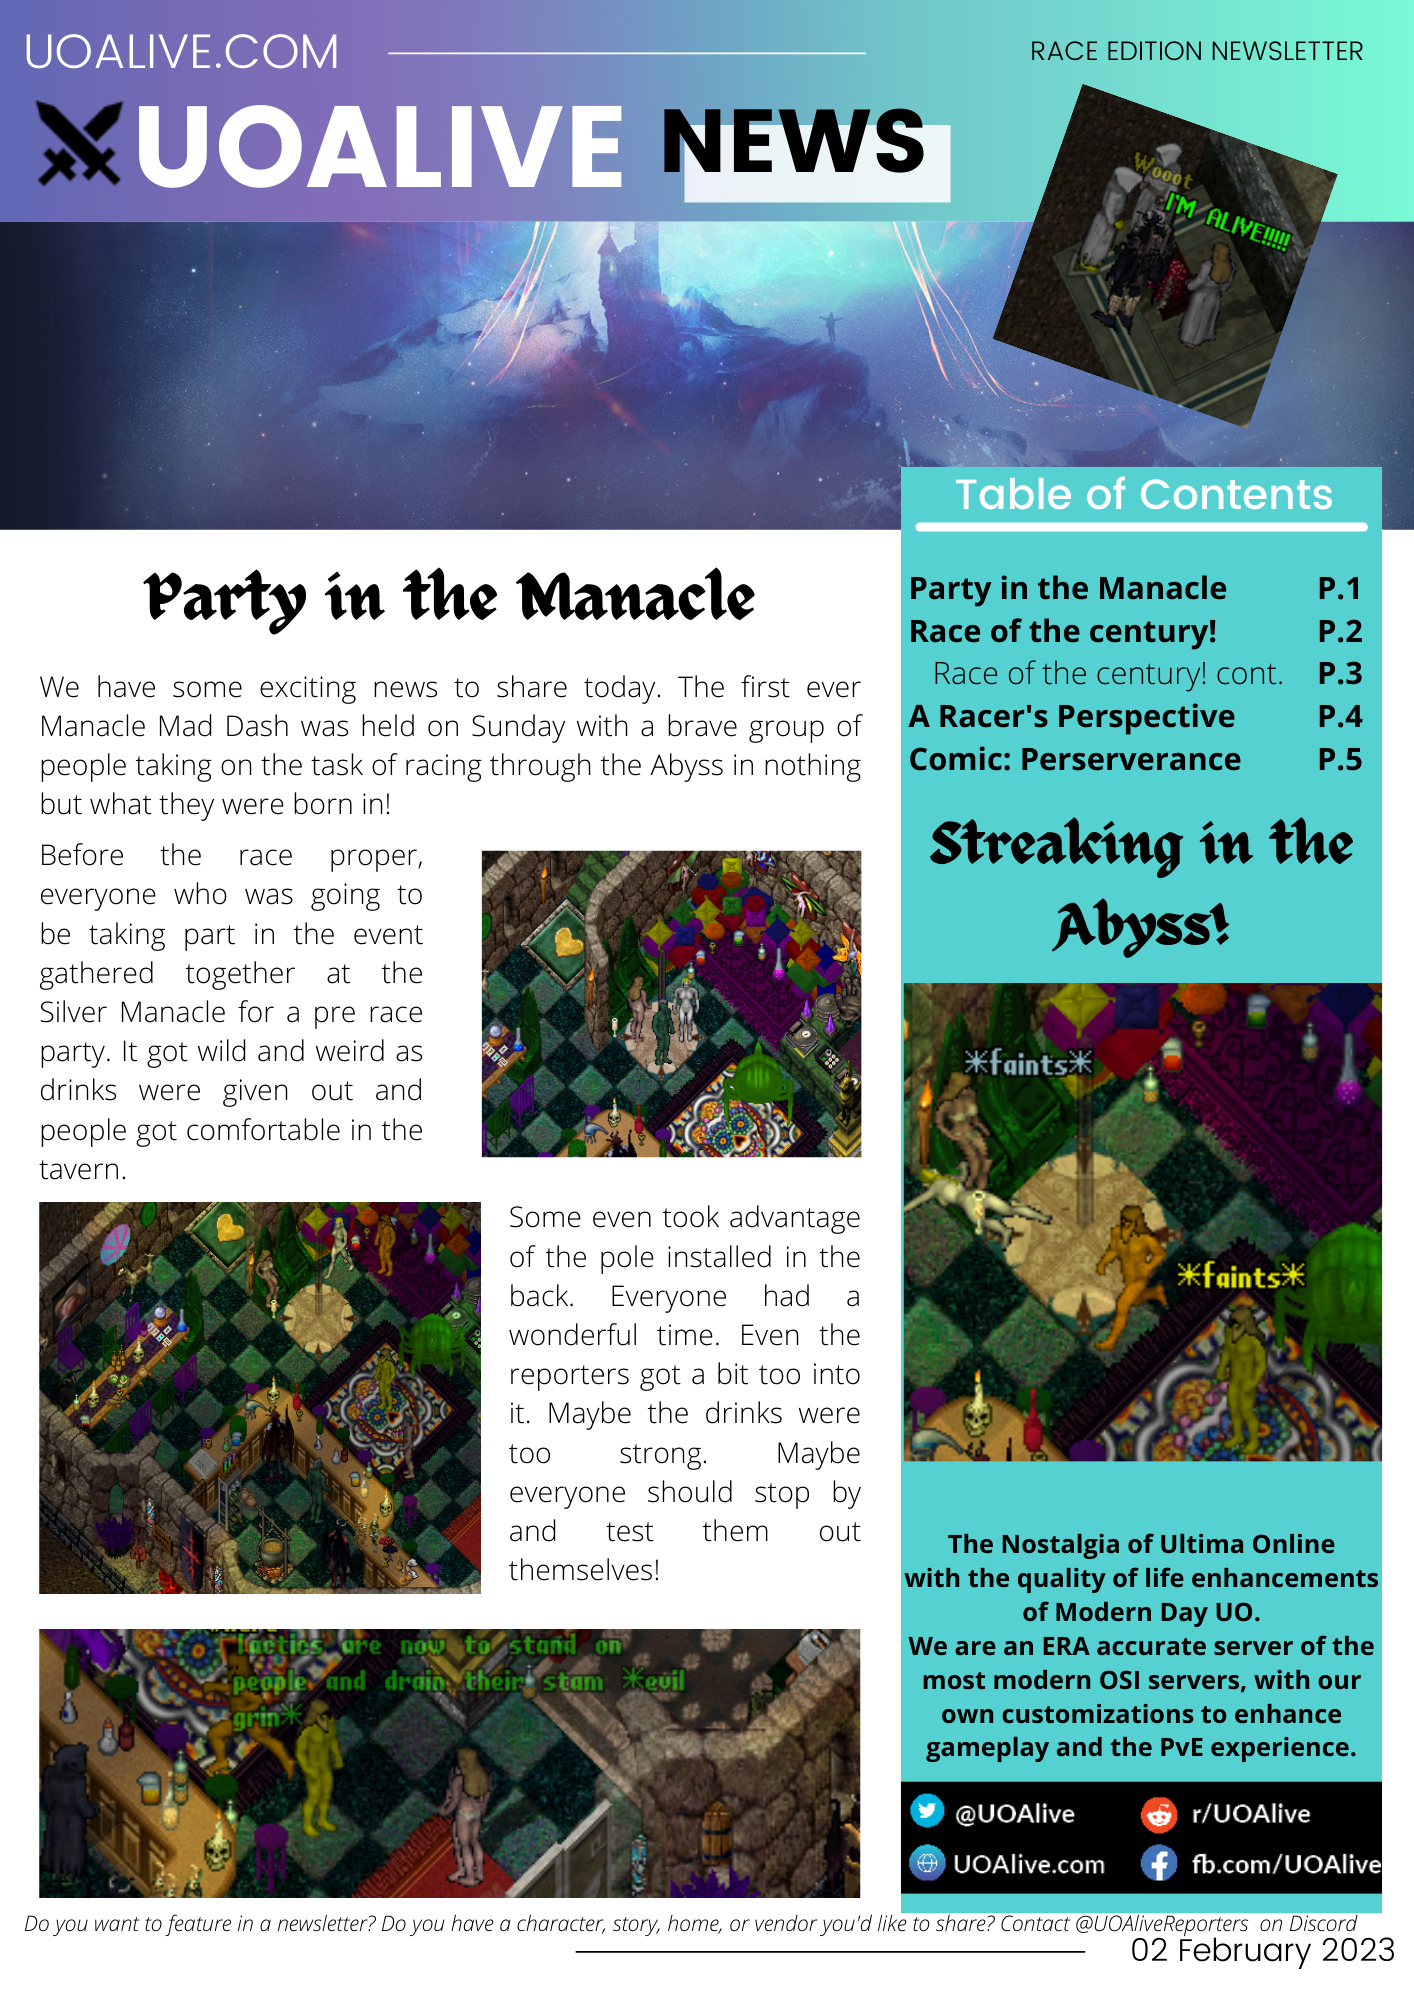 UOALIVE.COM
RACE EDITION NEWSLETTER
UOALIVE NEWS
Wooot
I'M ALIVE!!!!!
Party in the Manacle
We have some exciting news to share today. The first ever
Manacle Mad Dash was held on Sunday with a brave group of
people taking on the task of racing through the Abyss in nothing
but what they were born in!
Before the race proper,
everyone who was going to
be taking part in the event
gathered together at the
Silver Manacle for a pre race
party. It got wild and weird as
drinks were given out and
people got comfortable in the
tavern.
Some even took advantage
of the pole installed in the
back. Everyone had a
wonderful time. Even the
reporters got a bit too into
it. Maybe the drinks were
too strong. Maybe
everyone should stop by
and test them out
themselves!
Tactics are now to stand on
people and drain their stam *evil
grin*
Table of Contents
Party in the Manacle P.1
Race of the century! P.2
Race of the century! cont. P.3
A Racer's Perspective P.4
Comic: Perserverance P.5
Streaking in the
Abyss!
*faints*
*faints*
The Nostalgia of Ultima Online
with the quality of life enhancements
of Modern Day UO.
We are an ERA accurate server of the
most modern OSI servers, with our
own customizations to enhance
gameplay and the PvE experience.
@UOAlive r/UOAlive
UOAlive.com fb.com/UOAlive
Do you want to feature in a newsletter? Do you have a character, story, home, or vendor you'd like to share? Contact @UOAliveReporters on Discord
02 February 2023